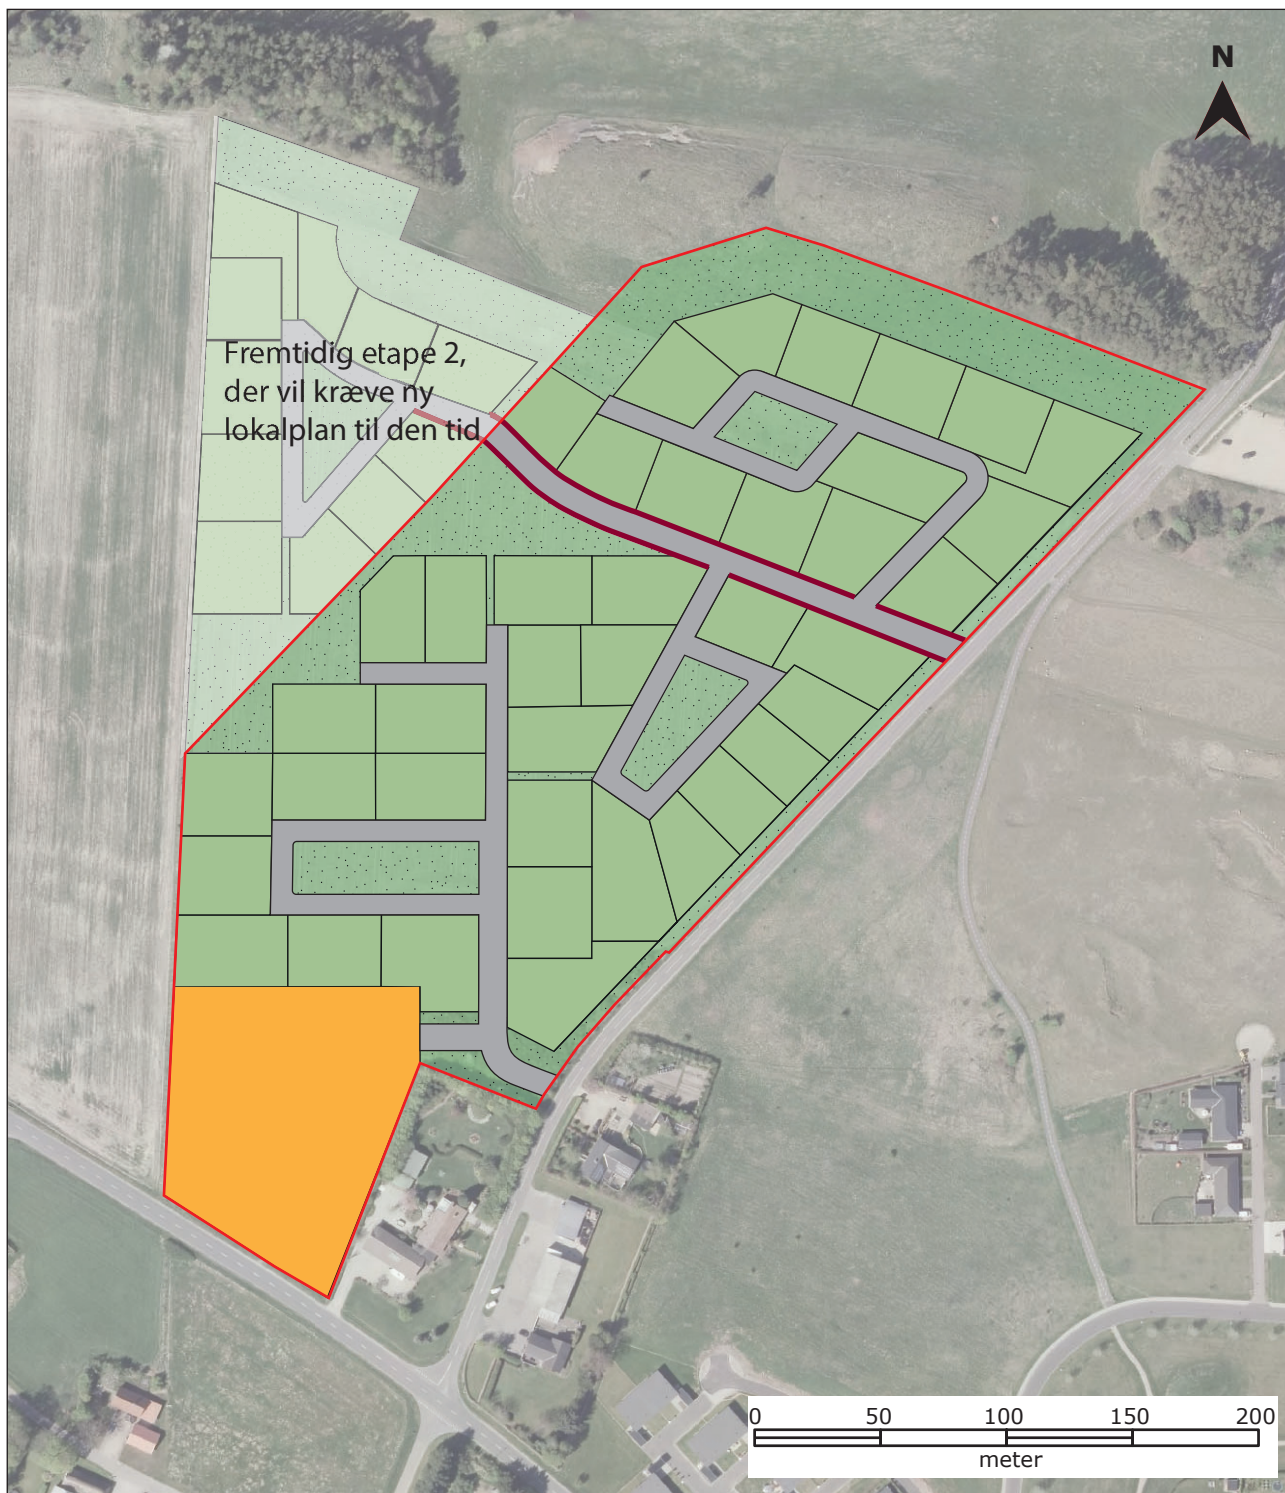 N
Fremtidig etape 2,
der vil kræve ny
lokalplan til den tid
0 50 100 150 200
meter